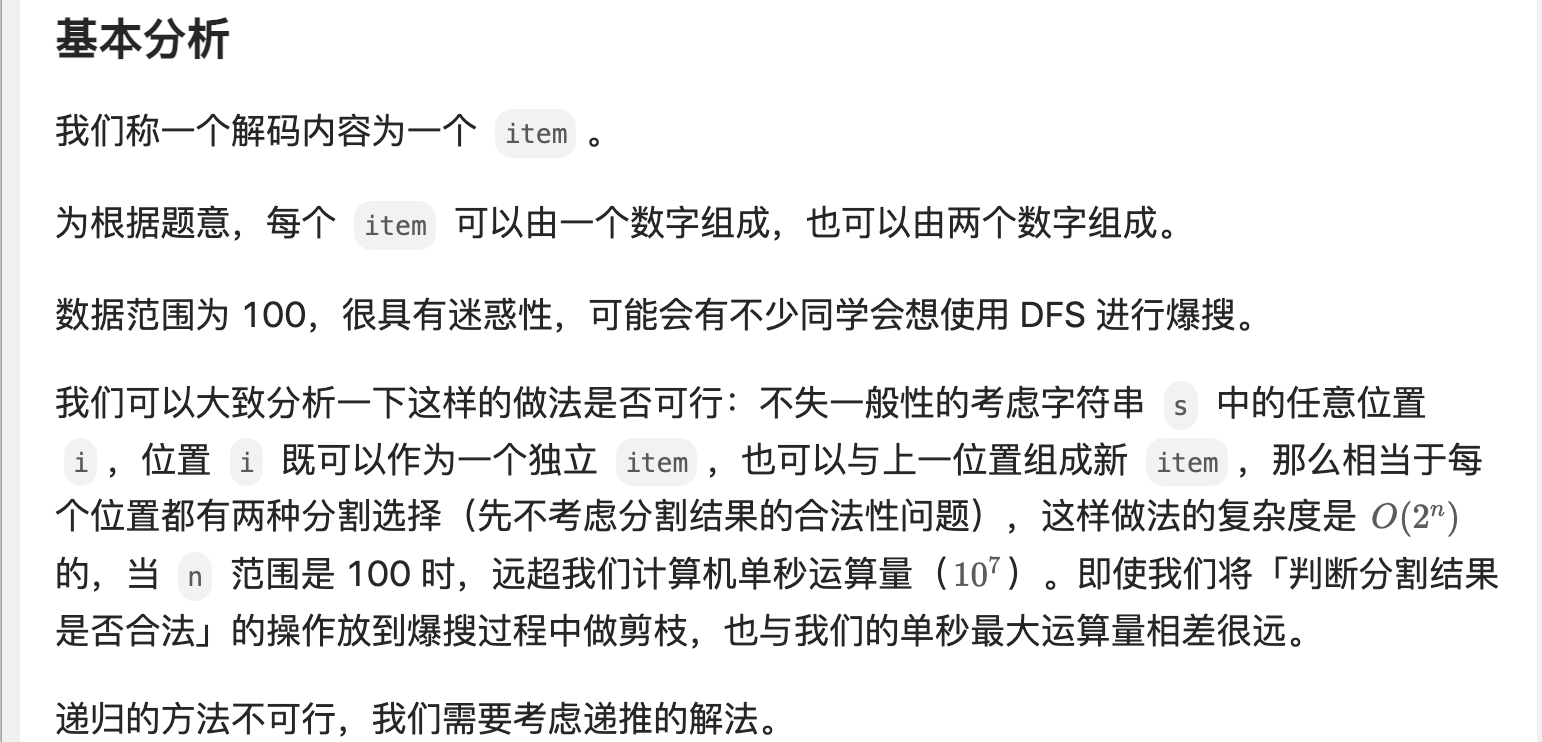 基本分析
我们称一个解码内容为一个 item 。
为根据题意，每个 item 可以由一个数字组成，也可以由两个数字组成。
数据范围为 100，很具有迷惑性，可能会有不少同学会想使用 DFS 进行爆搜。
我们可以大致分析一下这样的做法是否可行：不失一般性的考虑字符串 s 中的任意位置
i ，位置 i 既可以作为一个独立 item ，也可以与上一位置组成新 item ，那么相当于每
个位置都有两种分割选择（先不考虑分割结果的合法性问题），这样做法的复杂度是 O(2ⁿ)
的，当 n 范围是 100 时，远超我们计算机单秒运算量（10⁷）。即使我们将「判断分割结果
是否合法」的操作放到爆搜过程中做剪枝，也与我们的单秒最大运算量相差很远。
递归的方法不可行，我们需要考虑递推的解法。